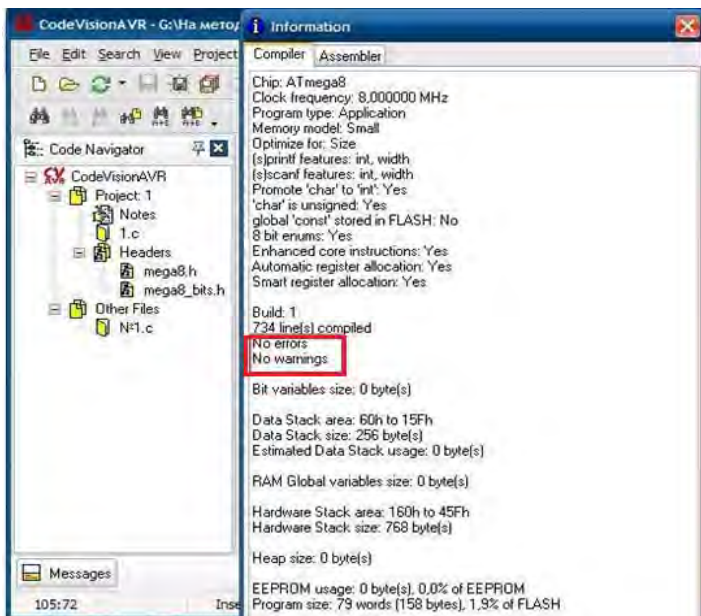 CodeVisionAVR - G:\На метод
File Edit Search View Project
Code Navigator
CodeVisionAVR
Project: 1
Notes
1.c
Headers
mega8.h
mega8_bits.h
Other Files
№1.c
Messages
105:72
Inse
Information
Compiler Assembler
Chip: ATmega8
Clock frequency: 8,000000 MHz
Program type: Application
Memory model: Small
Optimize for: Size
(s)printf features: int, width
(s)scanf features: int, width
Promote 'char' to 'int': Yes
'char' is unsigned: Yes
global 'const' stored in FLASH: No
8 bit enums: Yes
Enhanced core instructions: Yes
Automatic register allocation: Yes
Smart register allocation: Yes
Build: 1
734 line(s) compiled
No errors
No warnings
Bit variables size: 0 byte(s)
Data Stack area: 60h to 15Fh
Data Stack size: 256 byte(s)
Estimated Data Stack usage: 0 byte(s)
RAM Global variables size: 0 byte(s)
Hardware Stack area: 160h to 45Fh
Hardware Stack size: 768 byte(s)
Heap size: 0 byte(s)
EEPROM usage: 0 byte(s), 0,0% of EEPROM
Program size: 79 words (158 bytes), 1,9% of FLASH